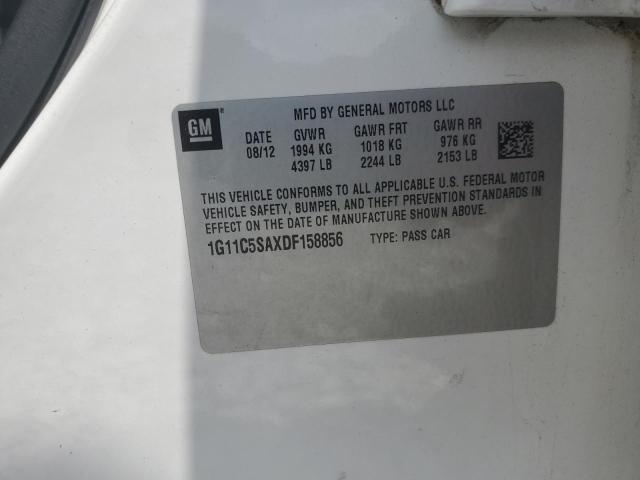 GM
MFD BY GENERAL MOTORS LLC
DATE GVWR GAWR FRT GAWR RR
08/12 1994 KG 1018 KG 976 KG
4397 LB 2244 LB 2153 LB
THIS VEHICLE CONFORMS TO ALL APPLICABLE U.S. FEDERAL MOTOR
VEHICLE SAFETY, BUMPER, AND THEFT PREVENTION STANDARDS IN
EFFECT ON THE DATE OF MANUFACTURE SHOWN ABOVE.
1G11C5SAXDF158856 TYPE: PASS CAR